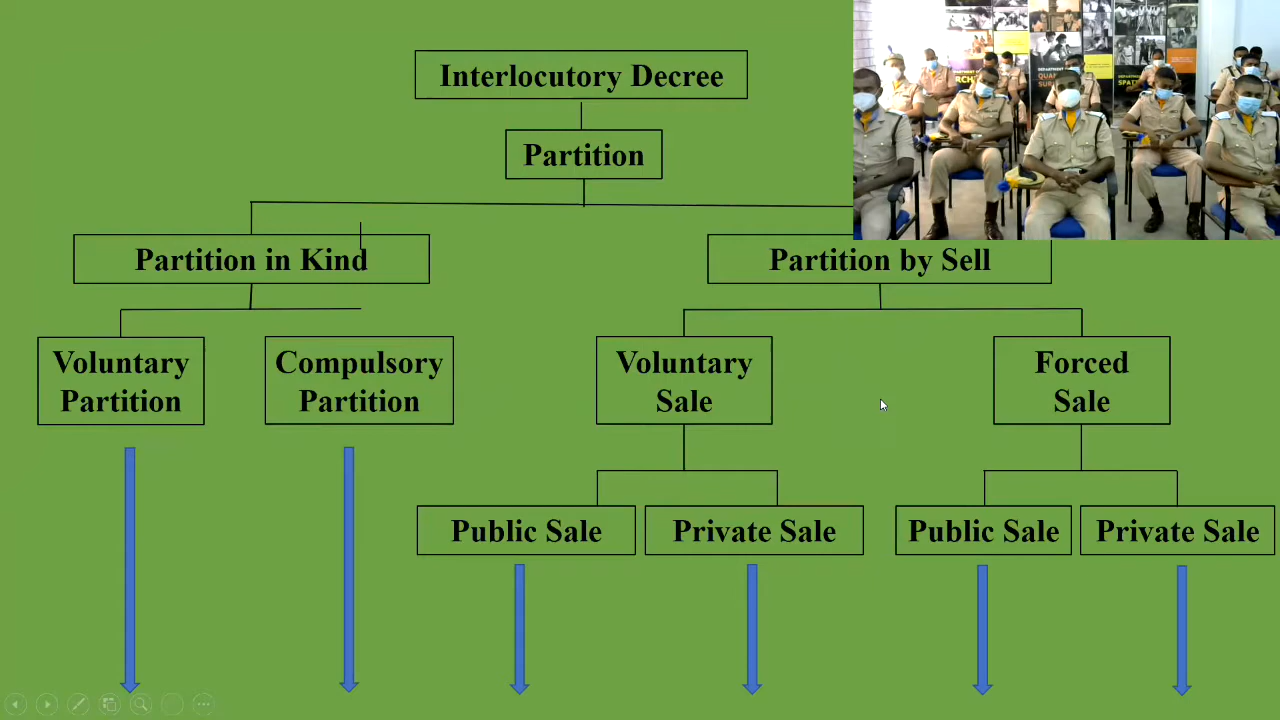 Interlocutory Decree
Partition
Partition in Kind
Partition by Sell
Voluntary
Partition
Compulsory
Partition
Voluntary
Sale
Forced
Sale
Public Sale
Private Sale
Public Sale
Private Sale